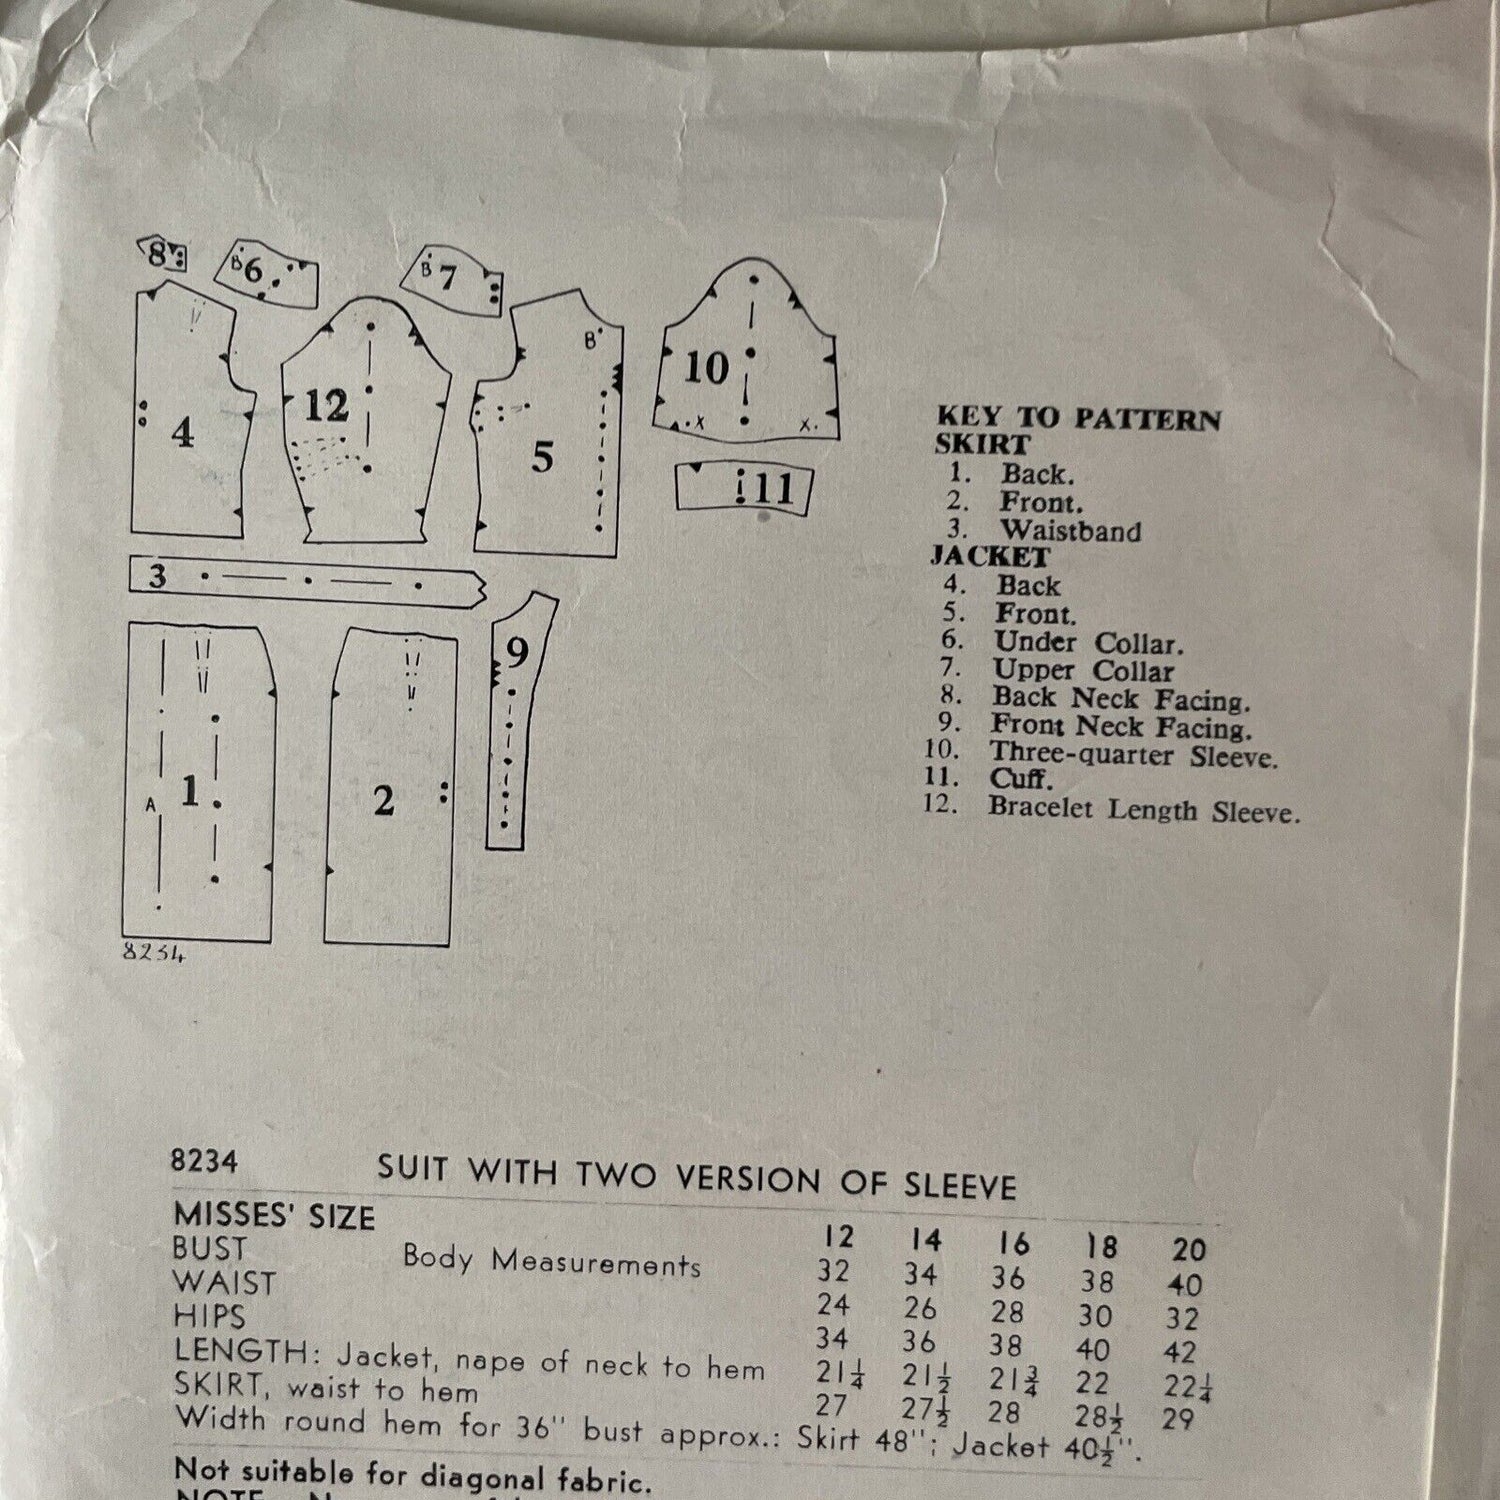 8
B 6
B 7
4
12
B
5
10
X X
11
3
9
A 1
2
8234
KEY TO PATTERN
SKIRT
1. Back.
2. Front.
3. Waistband
JACKET
4. Back
5. Front.
6. Under Collar.
7. Upper Collar
8. Back Neck Facing.
9. Front Neck Facing.
10. Three-quarter Sleeve.
11. Cuff.
12. Bracelet Length Sleeve.
8234 SUIT WITH TWO VERSION OF SLEEVE
MISSES' SIZE 12 14 16 18 20
BUST Body Measurements 32 34 36 38 40
WAIST 24 26 28 30 32
HIPS 34 36 38 40 42
LENGTH: Jacket, nape of neck to hem 21¼ 21½ 21¾ 22 22¼
SKIRT, waist to hem 27 27½ 28 28½ 29
Width round hem for 36" bust approx.: Skirt 48"; Jacket 40½".
Not suitable for diagonal fabric.
NOTE